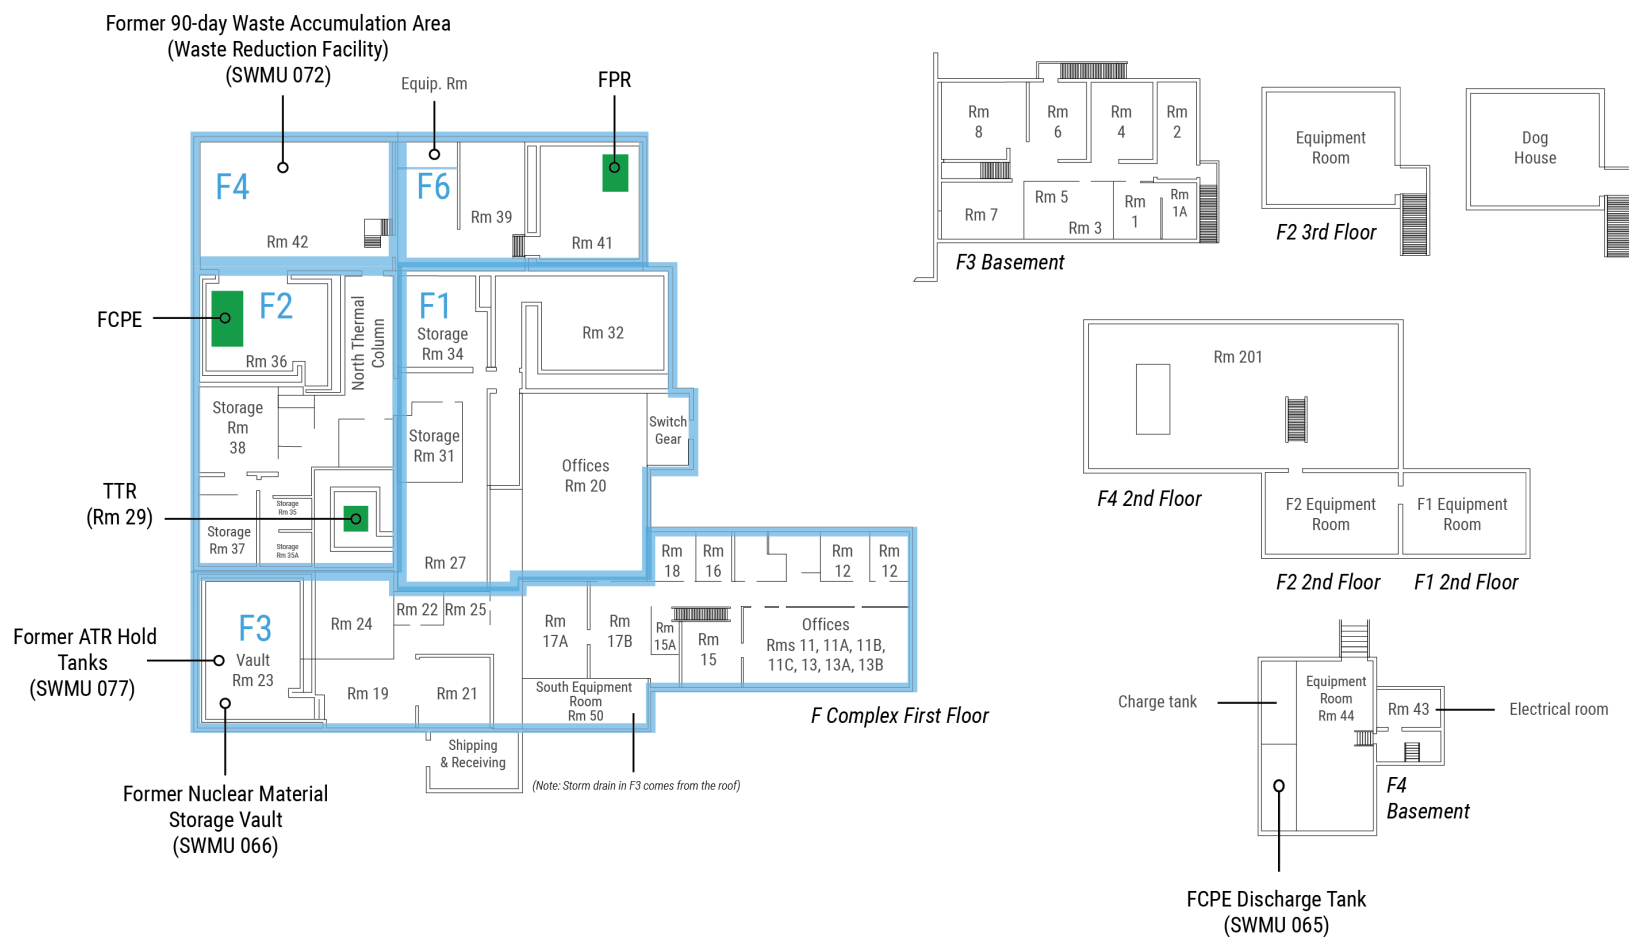 Former 90-day Waste Accumulation Area
(Waste Reduction Facility)
(SWMU 072)
Equip. Rm
FPR
F4
Rm 42
F6
Rm 39
Rm 41
FCPE
F2
Rm 36
North Thermal
Column
F1
Storage
Rm 34
Rm 32
Storage
Rm
38
Storage
Rm 31
Switch
Gear
Offices
Rm 20
TTR
(Rm 29)
Storage
Rm 35
Storage
Rm 37
Storage
Rm 35A
Rm 27
Rm
18
Rm
16
Rm
12
Rm
12
Rm 24
Rm 22
Rm 25
Rm
17A
Rm
17B
Rm
15A
Rm
15
Offices
Rms 11, 11A, 11B,
11C, 13, 13A, 13B
Former ATR Hold
Tanks
(SWMU 077)
F3
Vault
Rm 23
Rm 19
Rm 21
South Equipment
Room
Rm 50
F Complex First Floor
Shipping
& Receiving
(Note: Storm drain in F3 comes from the roof)
Former Nuclear Material
Storage Vault
(SWMU 066)
Rm
8
Rm
6
Rm
4
Rm
2
Rm 7
Rm 5
Rm 3
Rm
1
Rm
1A
F3 Basement
Equipment
Room
F2 3rd Floor
Dog
House
Rm 201
F4 2nd Floor
F2 Equipment
Room
F1 Equipment
Room
F2 2nd Floor
F1 2nd Floor
Charge tank
Equipment
Room
Rm 44
Rm 43
Electrical room
F4
Basement
FCPE Discharge Tank
(SWMU 065)